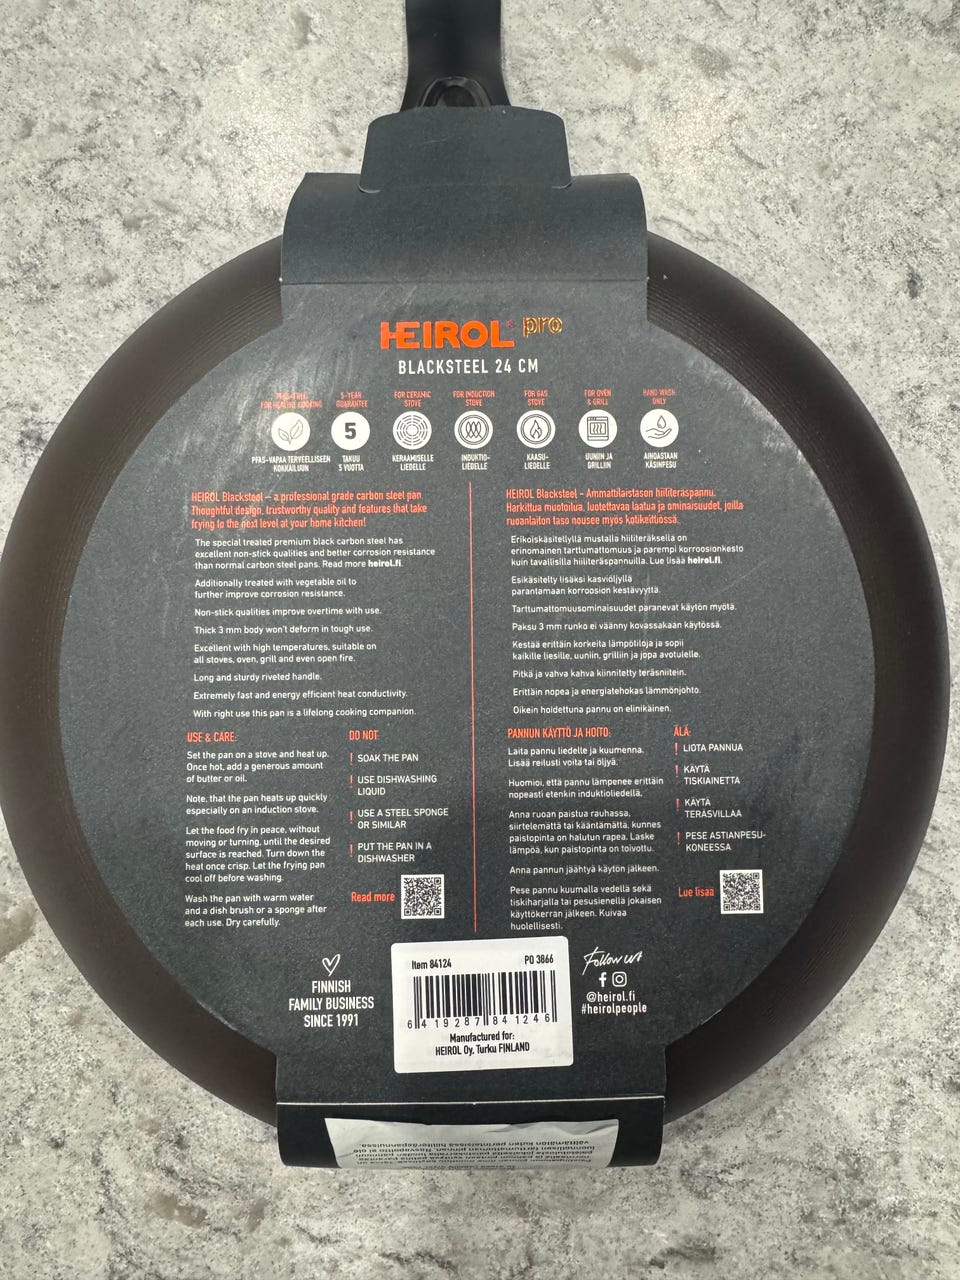 HEIROL pro
BLACKSTEEL 24 CM
PFAS-FREE
FOR HEALTHY COOKING
PFAS-VAPAA TERVEELLISEEN
KOKKAILUUN
5-YEAR
GUARANTEE
5
TAKUU
5 VUOTTA
FOR CERAMIC
STOVE
KERAAMISELLE
LIEDELLE
FOR INDUCTION
STOVE
INDUKTIO-
LIEDELLE
FOR GAS
STOVE
KAASU-
LIEDELLE
FOR OVEN
& GRILL
UUNIIN JA
GRILLIIN
HAND WASH
ONLY
AINOASTAAN
KÄSINPESU
HEIROL Blacksteel – a professional grade carbon steel pan.
Thoughtful design, trustworthy quality and features that take
frying to the next level at your home kitchen!
The special treated premium black carbon steel has
excellent non-stick qualities and better corrosion resistance
than normal carbon steel pans. Read more heirol.fi.
Additionally treated with vegetable oil to
further improve corrosion resistance.
Non-stick qualities improve overtime with use.
Thick 3 mm body won't deform in tough use.
Excellent with high temperatures, suitable on
all stoves, oven, grill and even open fire.
Long and sturdy riveted handle.
Extremely fast and energy efficient heat conductivity.
With right use this pan is a lifelong cooking companion.
USE & CARE:
Set the pan on a stove and heat up.
Once hot, add a generous amount
of butter or oil.
Note, that the pan heats up quickly
especially on an induction stove.
Let the food fry in peace, without
moving or turning, until the desired
surface is reached. Turn down the
heat once crisp. Let the frying pan
cool off before washing.
Wash the pan with warm water
and a dish brush or a sponge after
each use. Dry carefully.
DO NOT:
! SOAK THE PAN
! USE DISHWASHING
LIQUID
! USE A STEEL SPONGE
OR SIMILAR
! PUT THE PAN IN A
DISHWASHER
Read more
HEIROL Blacksteel - Ammattilaistason hiiliteräspannu.
Harkittua muotoilua, luotettavaa laatua ja ominaisuudet, joilla
ruoanlaiton taso nousee myös kotikeittiössä.
Erikoiskäsitellyllä mustalla hiiliteräksellä on
erinomainen tarttumattomuus ja parempi korroosionkesto
kuin tavallisilla hiiliteräspannuilla. Lue lisää heirol.fi.
Esikäsitelty lisäksi kasviöljyllä
parantamaan korroosion kestävyyttä.
Tarttumattomuusominaisuudet paranevat käytön myötä.
Paksu 3 mm runko ei väänny kovassakaan käytössä.
Kestää erittäin korkeita lämpötiloja ja sopii
kaikille liesille, uuniin, grilliin ja jopa avotulelle.
Pitkä ja vahva kahva kiinnitetty teräsniitein.
Erittäin nopea ja energiatehokas lämmönjohto.
Oikein hoidettuna pannu on elinikäinen.
PANNUN KÄYTTÖ JA HOITO:
Laita pannu liedelle ja kuumenna.
Lisää reilusti voita tai öljyä.
Huomioi, että pannu lämpenee erittäin
nopeasti etenkin induktioliedellä.
Anna ruoan paistua rauhassa,
siirtelemättä tai kääntämättä, kunnes
paistopinta on halutun rapea. Laske
lämpöä, kun paistopinta on toivottu.
Anna pannun jäähtyä käytön jälkeen.
Pese pannu kuumalla vedellä sekä
tiskiharjalla tai pesusienellä jokaisen
käyttökerran jälkeen. Kuivaa
huolellisesti.
ÄLÄ:
! LIOTA PANNUA
! KÄYTÄ
TISKIAINETTA
! KÄYTÄ
TERÄSVILLAA
! PESE ASTIANPESU-
KONEESSA
Lue lisää
FINNISH
FAMILY BUSINESS
SINCE 1991
Item 84124 PO 3866
6 419287 841246
Manufactured for:
HEIROL Oy, Turku FINLAND
Follow us
@heirol.fi
#heirolpeople
välttämätön kuten perinteisissä hiiliteräspannuissa.